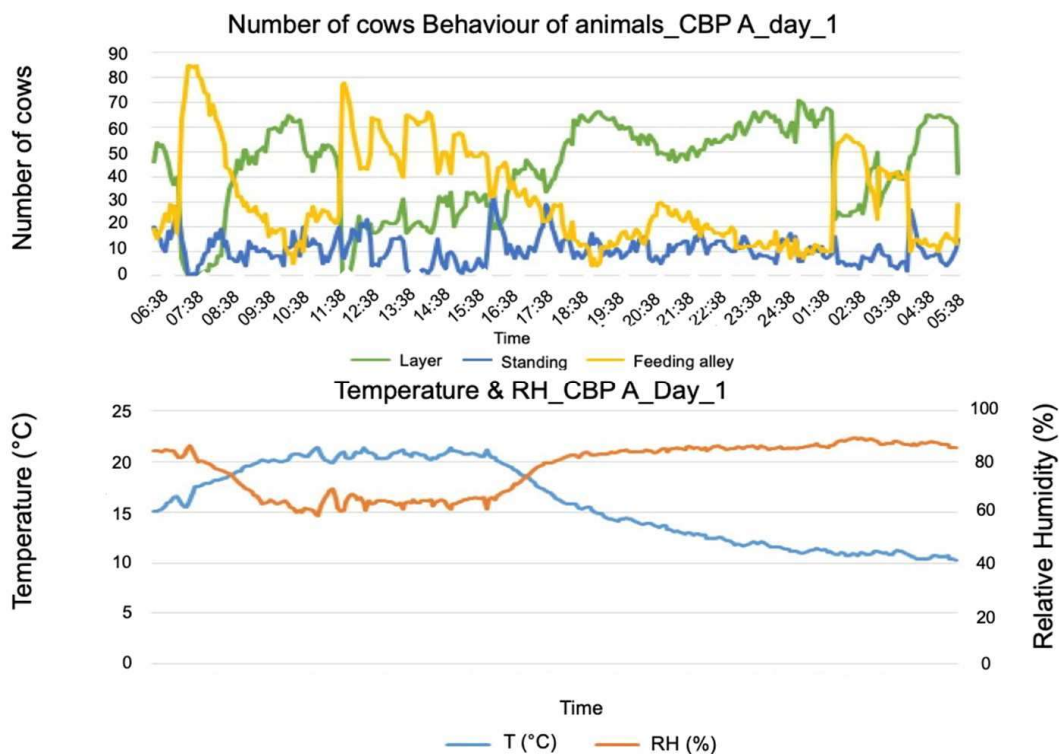 Number of cows Behaviour of animals_CBP A_day_1
Number of cows
Number of cows
90
80
70
60
50
40
30
20
10
0
06:38 07:38 08:38 09:38 10:38 11:38 12:38 13:38 14:38 15:38 16:38 17:38 18:38 19:38 20:38 21:38 22:38 23:38 24:38 01:38 02:38 03:38 04:38 05:38
Time
Layer Standing Feeding alley
Temperature & RH_CBP A_Day_1
Temperature (°C)
25
20
15
10
5
0
100
80
60
40
20
0
Relative Humidity (%)
Time
T (°C) RH (%)